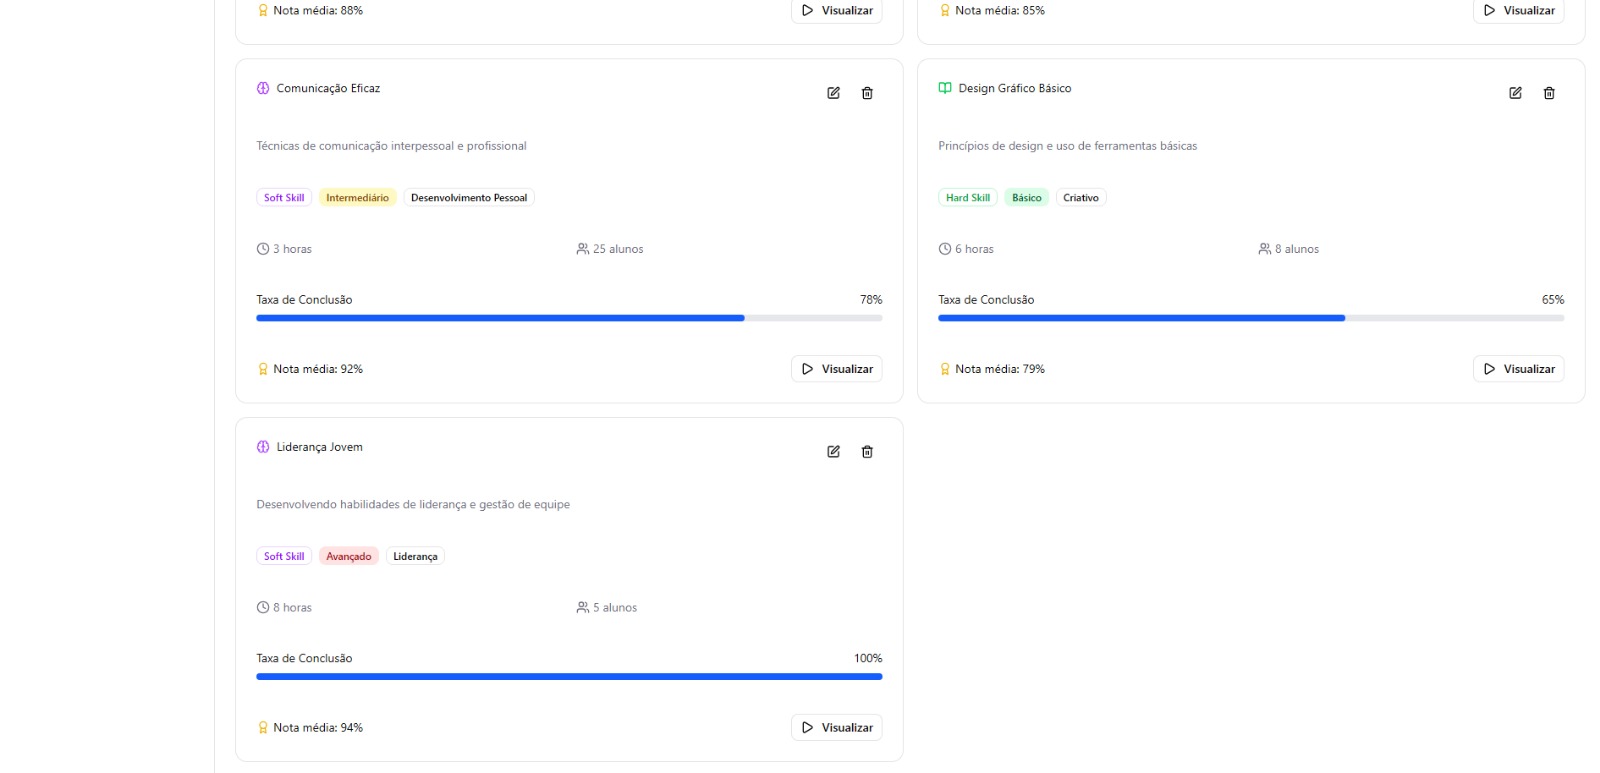 Nota média: 88%
Visualizar
Nota média: 85%
Visualizar
Comunicação Eficaz
Técnicas de comunicação interpessoal e profissional
Soft Skill Intermediário Desenvolvimento Pessoal
3 horas
25 alunos
Taxa de Conclusão
78%
Nota média: 92%
Visualizar
Design Gráfico Básico
Princípios de design e uso de ferramentas básicas
Hard Skill Básico Criativo
6 horas
8 alunos
Taxa de Conclusão
65%
Nota média: 79%
Visualizar
Liderança Jovem
Desenvolvendo habilidades de liderança e gestão de equipe
Soft Skill Avançado Liderança
8 horas
5 alunos
Taxa de Conclusão
100%
Nota média: 94%
Visualizar